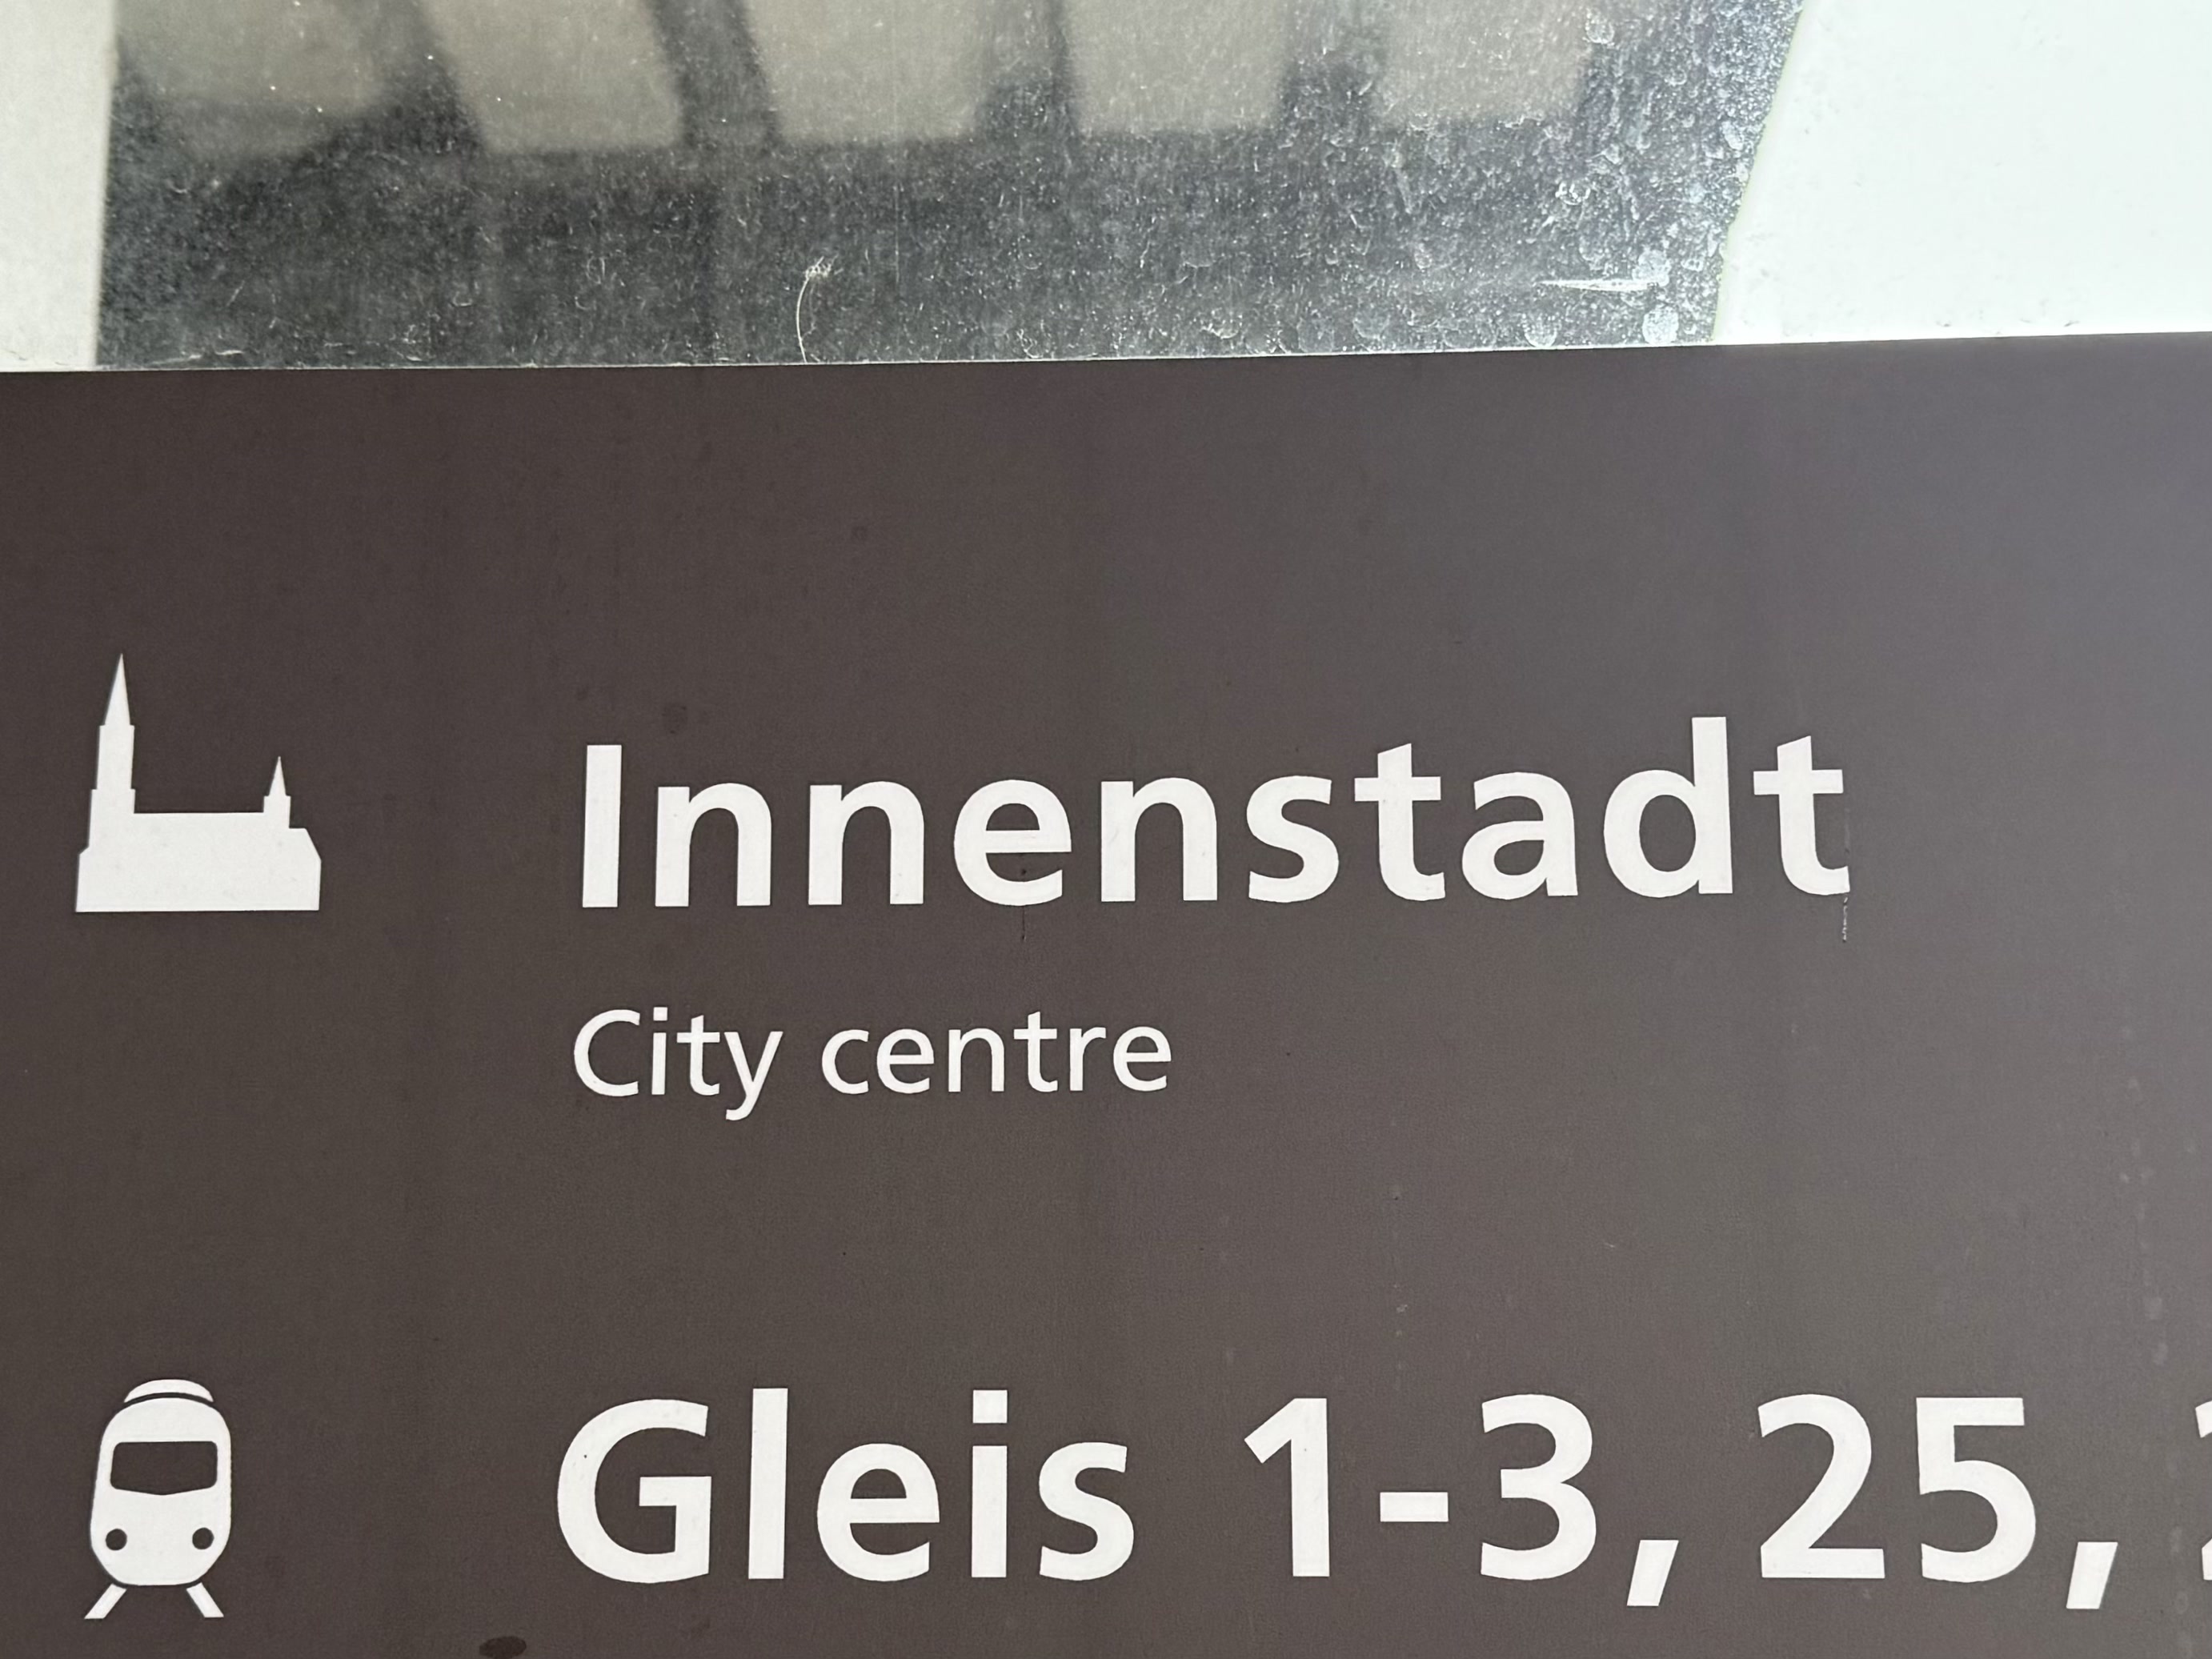 Innenstadt
City centre
Gleis 1-3, 25,